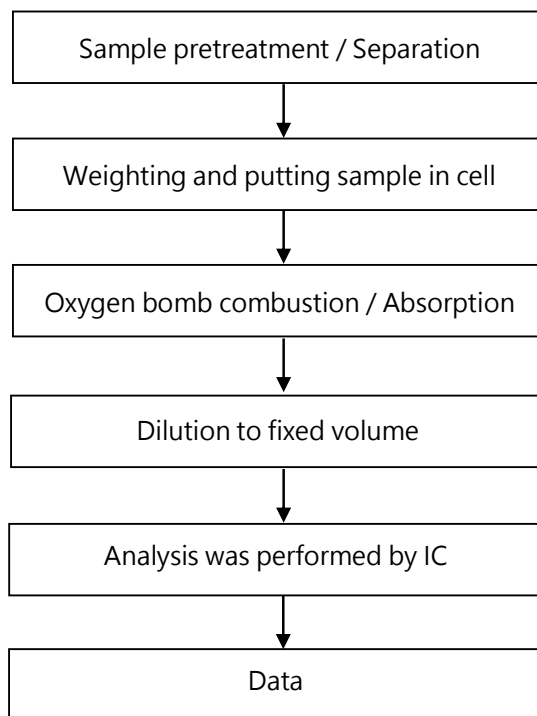 Sample pretreatment / Separation
Weighting and putting sample in cell
Oxygen bomb combustion / Absorption
Dilution to fixed volume
Analysis was performed by IC
Data